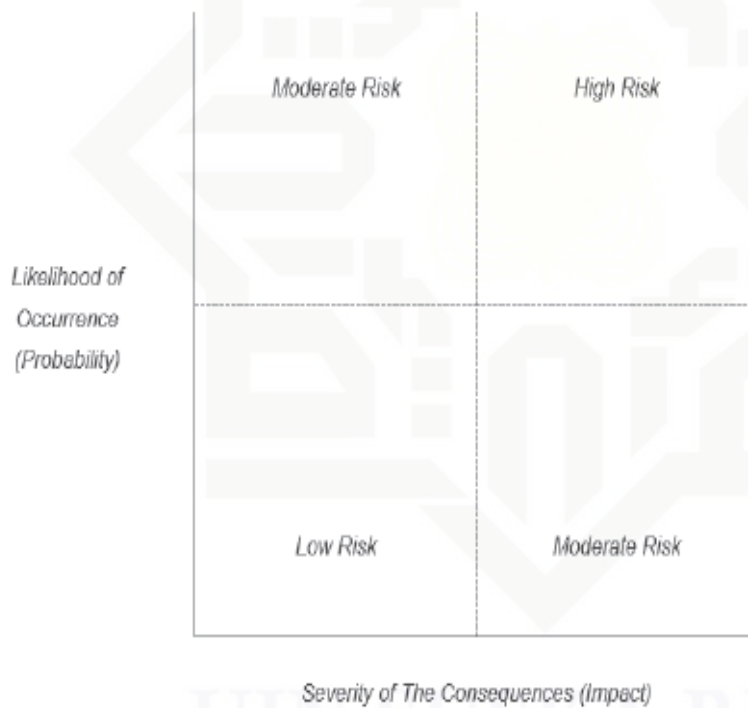 Moderate Risk
High Risk
Likelihood of
Occurrence
(Probability)
Low Risk
Moderate Risk
Severity of The Consequences (Impact)